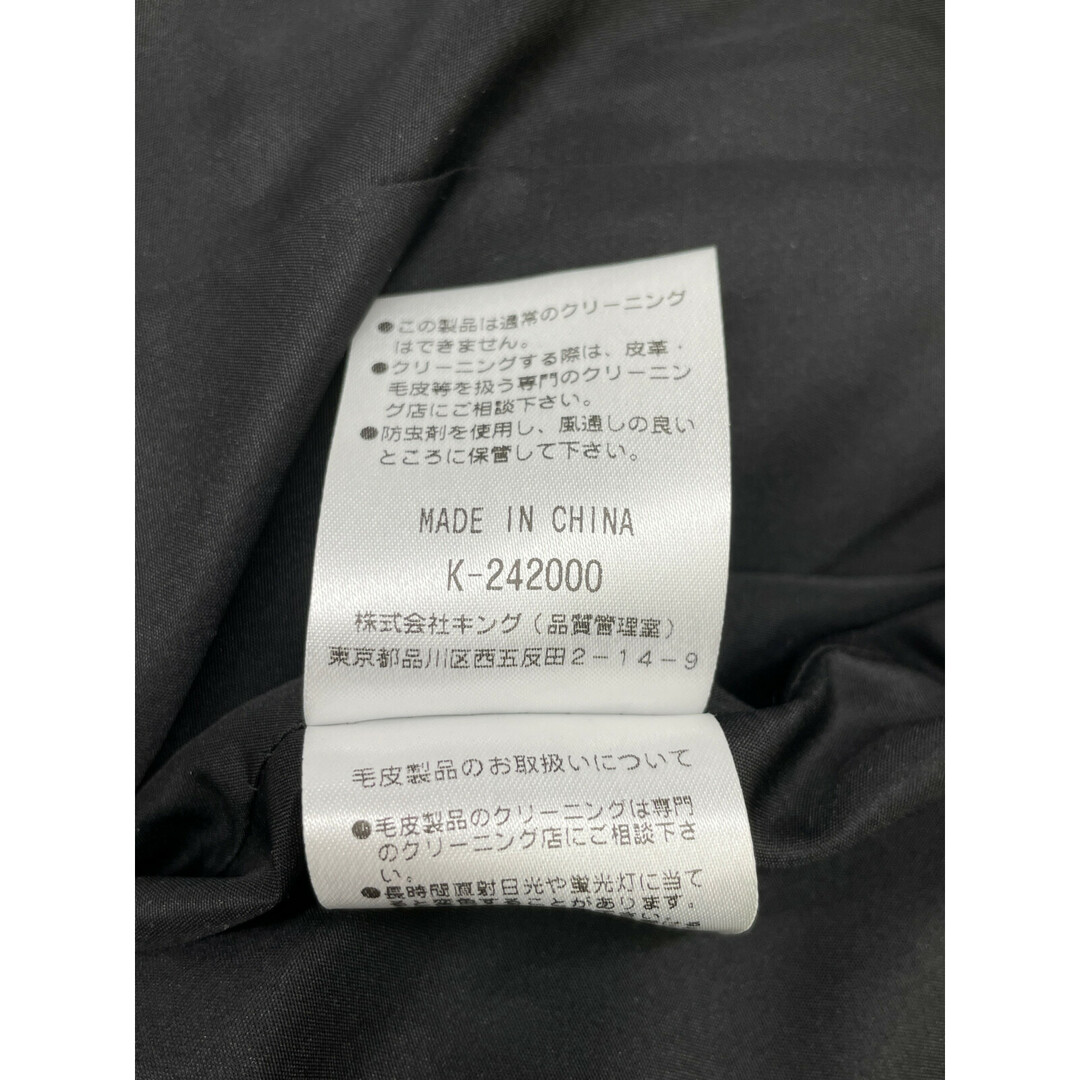 ●この製品は通常のクリーニング
はできません。
●クリーニングする際は、皮革・
毛皮等を扱う専門のクリーニン
グ店にご相談下さい。
●防虫剤を使用し、風通しの良い
ところに保管して下さい。
MADE IN CHINA
K-242000
株式会社キング(品質管理室)
東京都品川区西五反田2-14-9
毛皮製品のお取扱いについて
●毛皮製品のクリーニングは専門
のクリーニング店にご相談下さ
い。
●長時間直射日光や蛍光灯に当て
ことがあります。